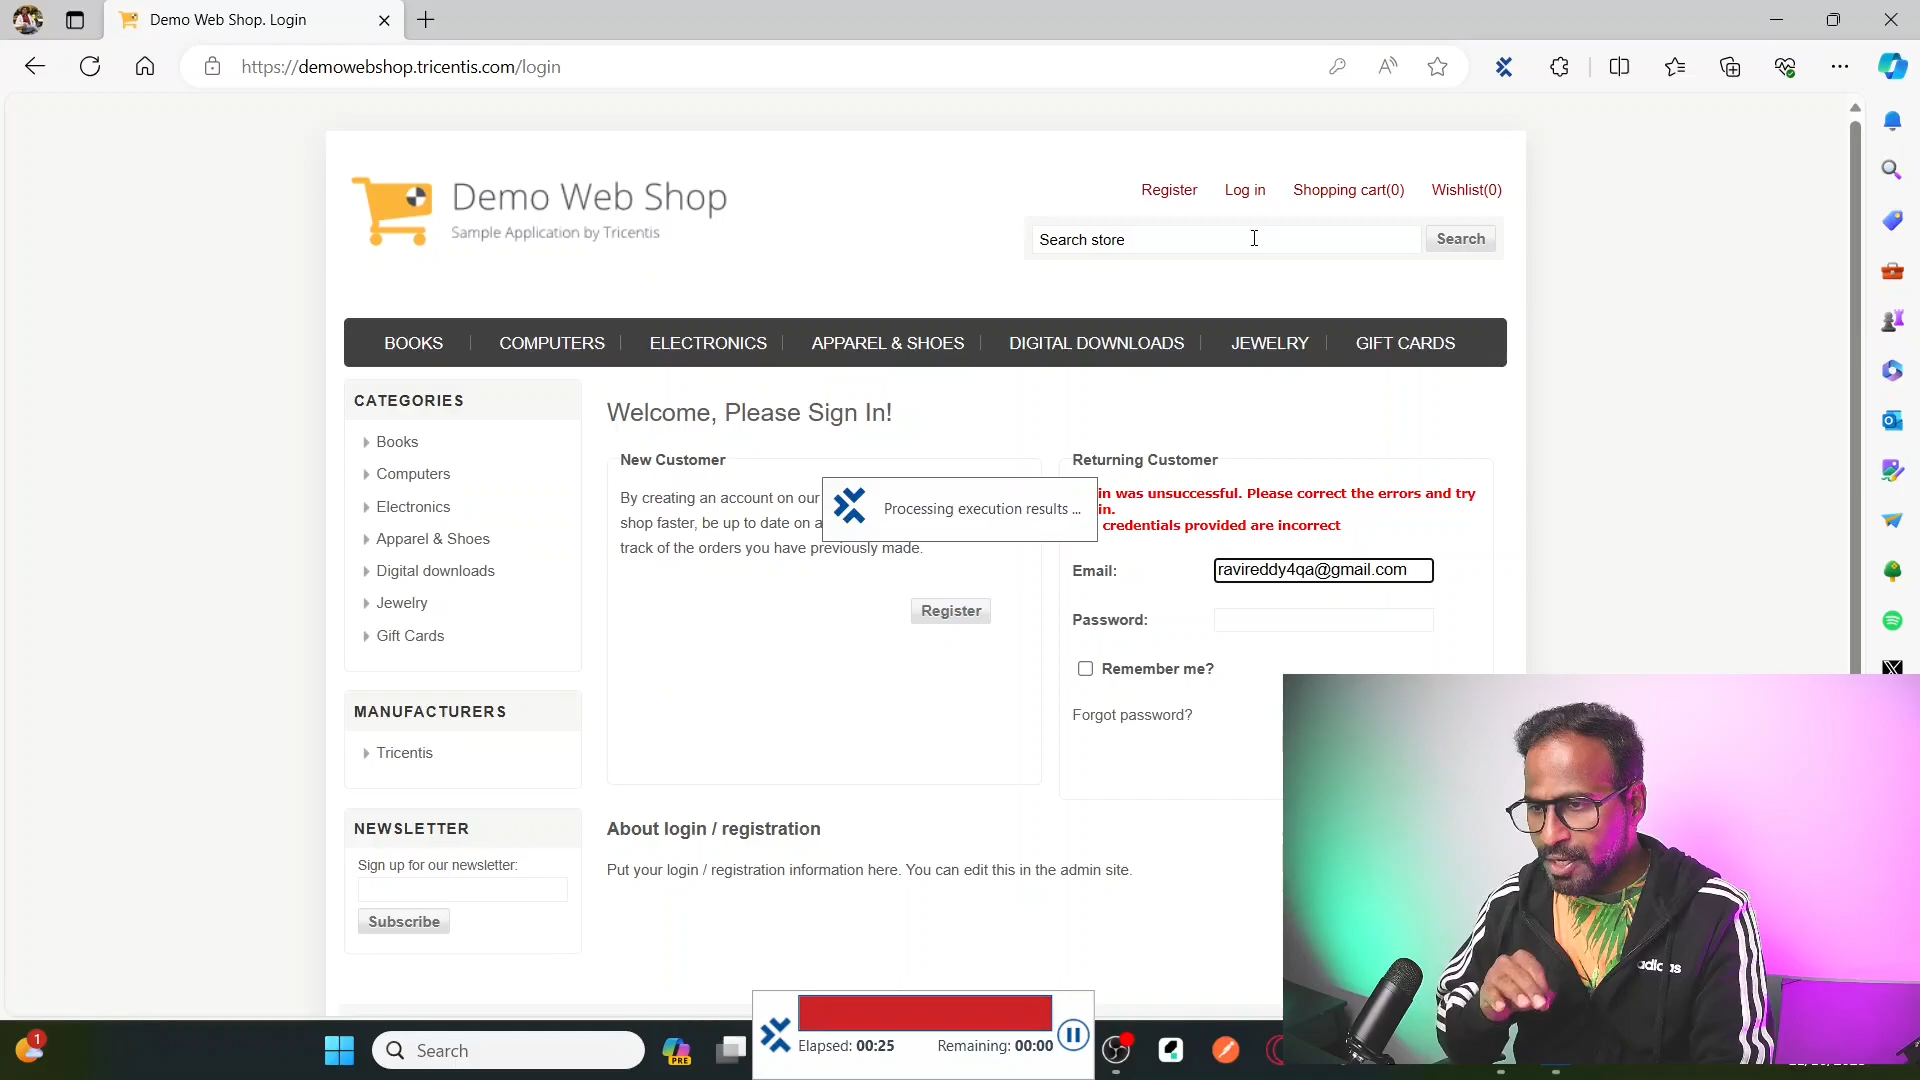 Demo Web Shop. Login
https://demowebshop.tricentis.com/login
Demo Web Shop
Sample Application by Tricentis
Register Log in Shopping cart(0) Wishlist(0)
Search store Search
BOOKS COMPUTERS ELECTRONICS APPAREL & SHOES DIGITAL DOWNLOADS JEWELRY GIFT CARDS
CATEGORIES
Books
Computers
Electronics
Apparel & Shoes
Digital downloads
Jewelry
Gift Cards
MANUFACTURERS
Tricentis
NEWSLETTER
Sign up for our newsletter:
Subscribe
Welcome, Please Sign In!
New Customer
By creating an account on our
shop faster, be up to date on a
track of the orders you have previously made.
Register
Processing execution results ...
Returning Customer
in was unsuccessful. Please correct the errors and try
in.
credentials provided are incorrect
Email: ravireddy4qa@gmail.com
Password:
Remember me?
Forgot password?
About login / registration
Put your login / registration information here. You can edit this in the admin site.
adidas
1
Search
PRE
Elapsed: 00:25 Remaining: 00:00